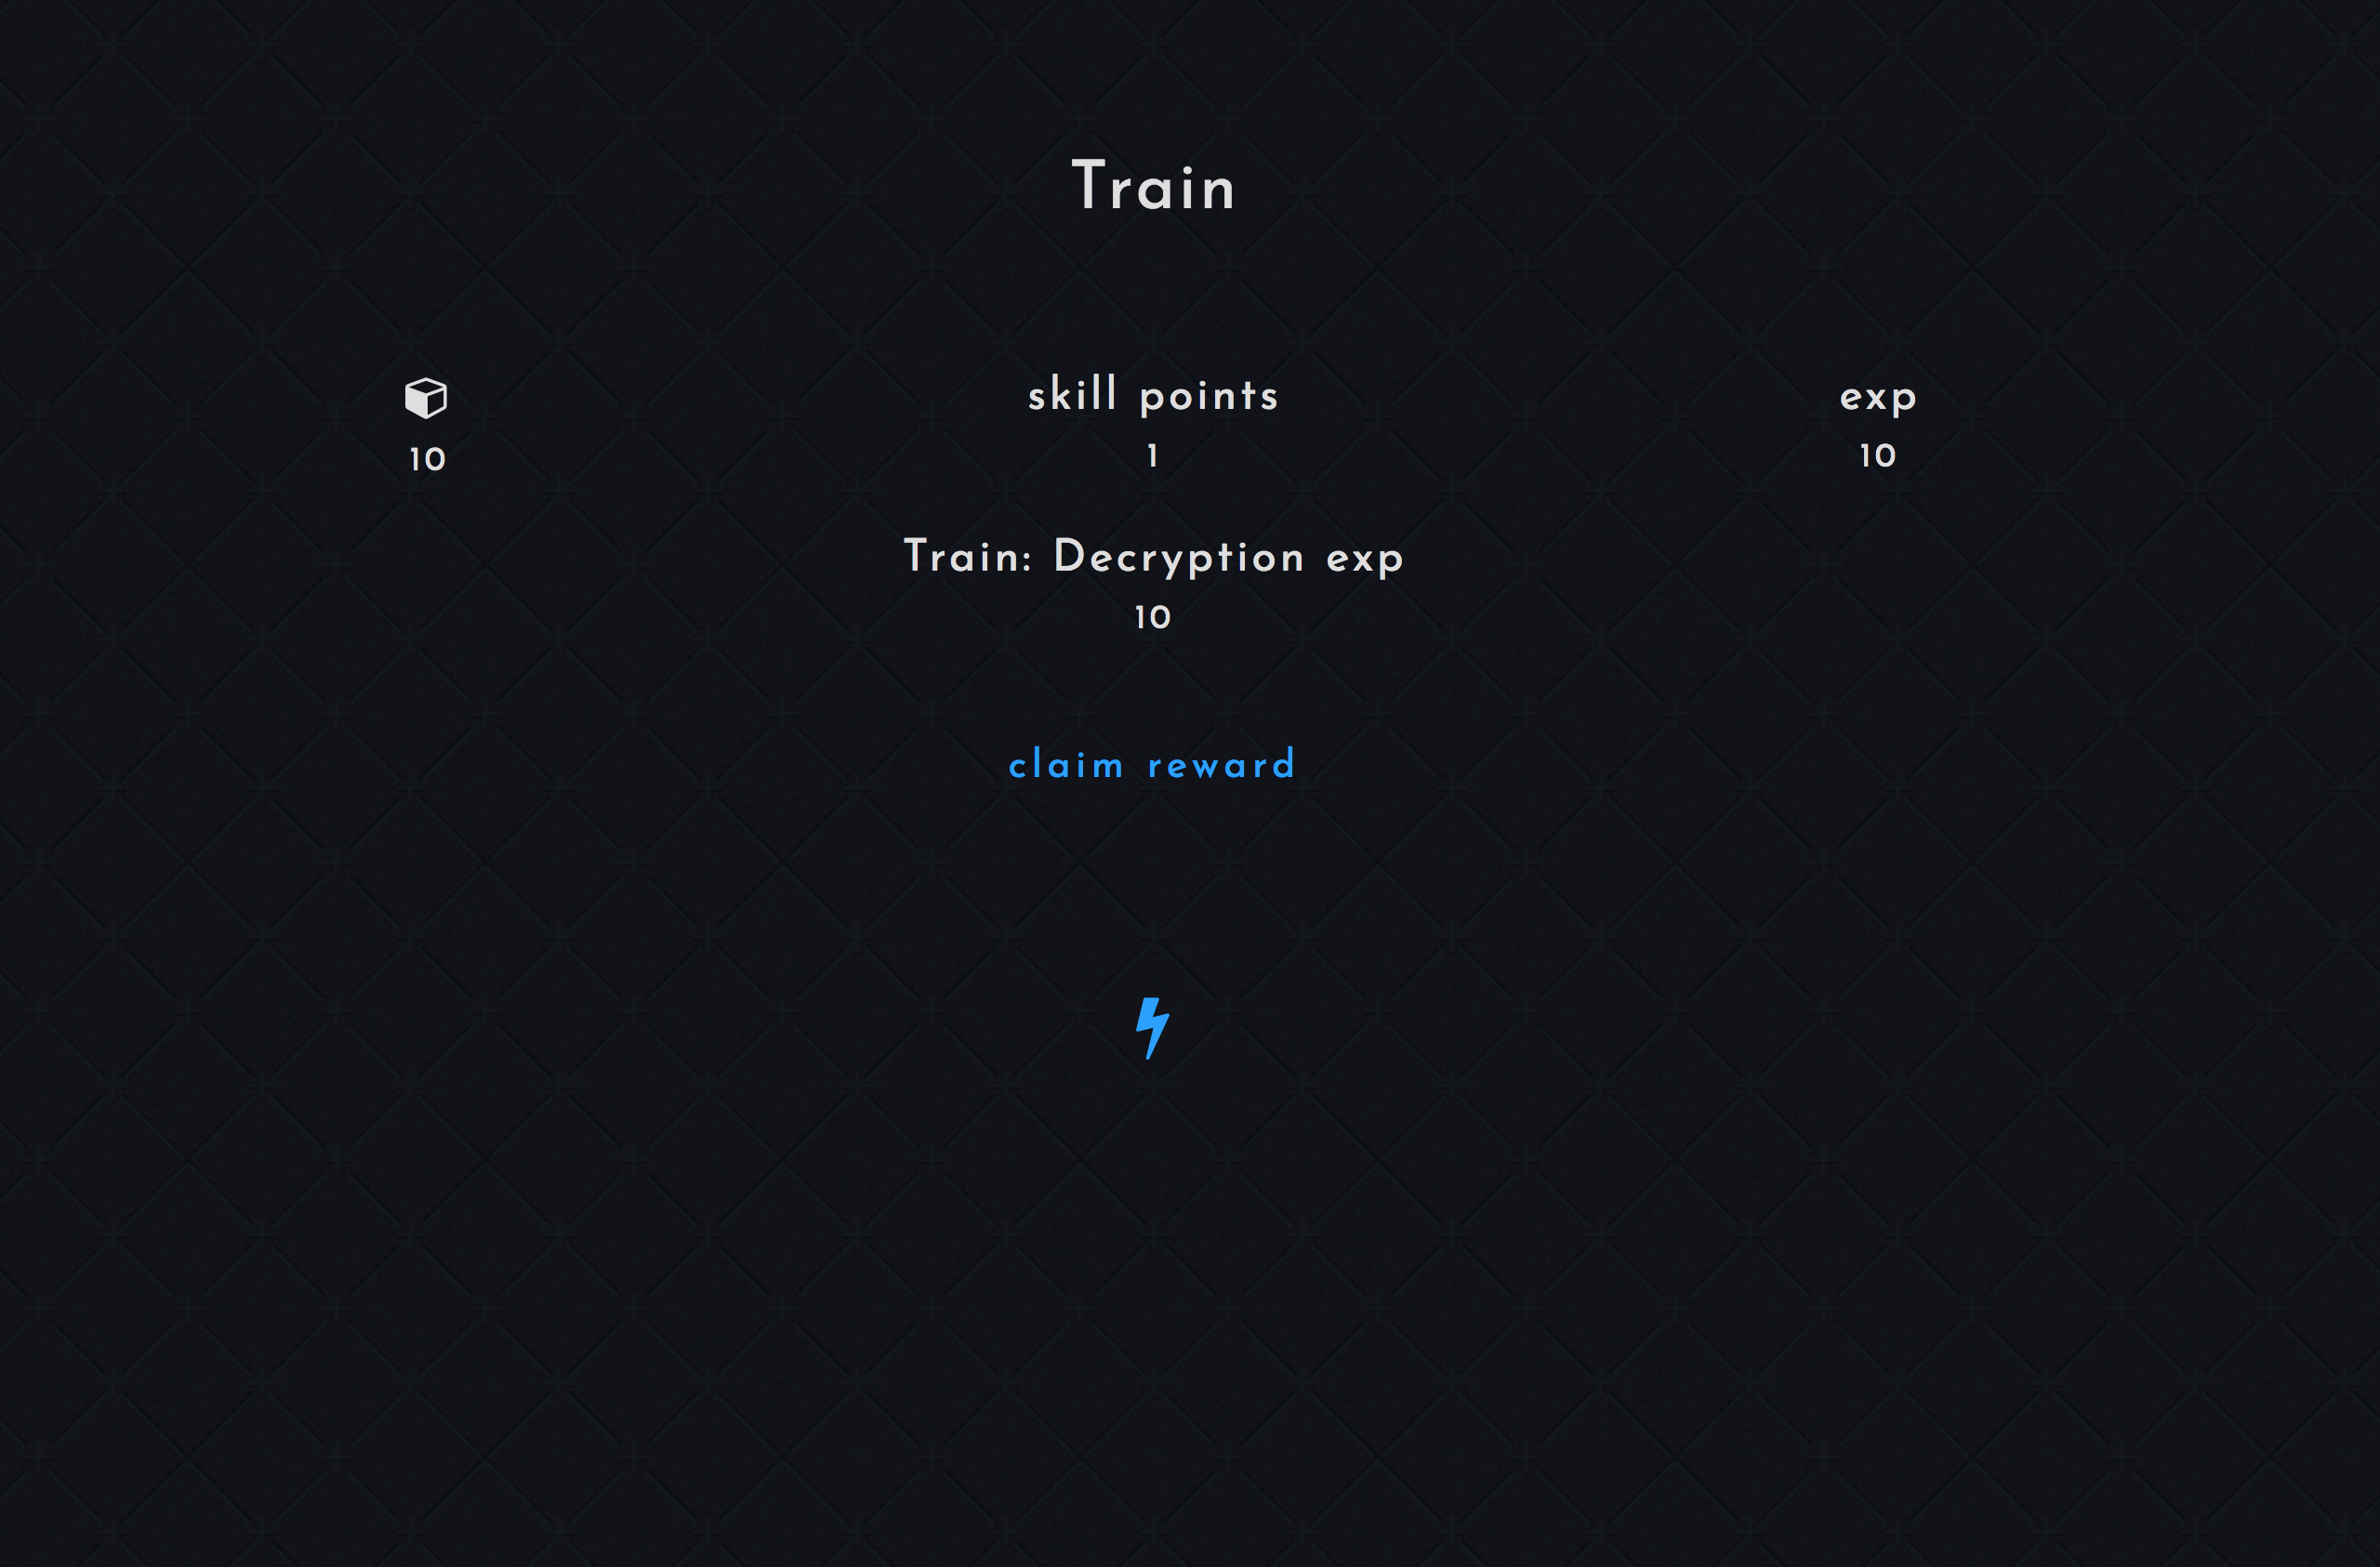 Train
skill points
exp
10
1
10
Train: Decryption exp
10
claim reward